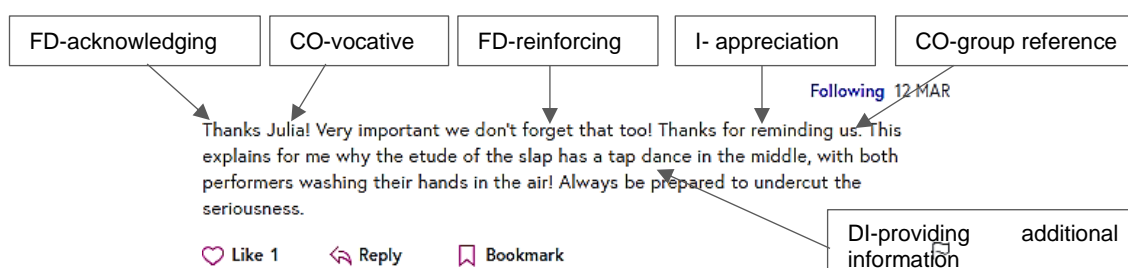 FD-acknowledging CO-vocative FD-reinforcing I- appreciation CO-group reference
Following 12 MAR
Thanks Julia! Very important we don't forget that too! Thanks for reminding us. This
explains for me why the etude of the slap has a tap dance in the middle, with both
performers washing their hands in the air! Always be prepared to undercut the
seriousness.
DI-providing additional
information
Like 1 Reply Bookmark